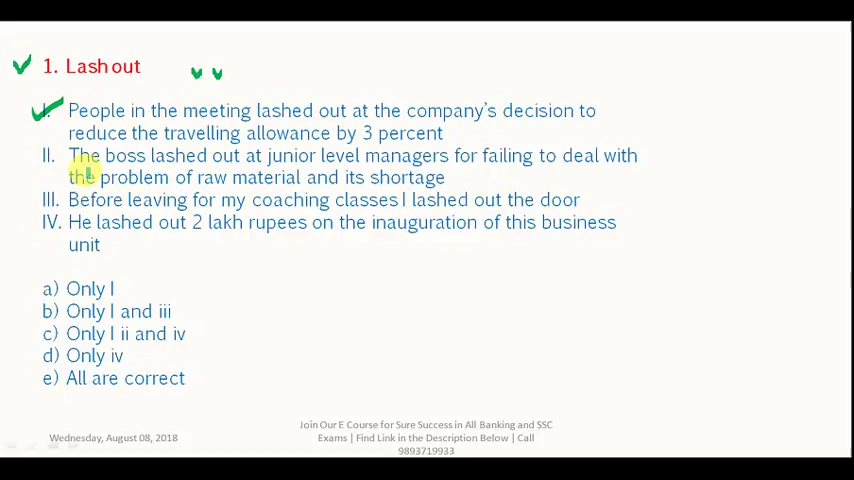 1. Lash out
I. People in the meeting lashed out at the company's decision to
reduce the travelling allowance by 3 percent
II. The boss lashed out at junior level managers for failing to deal with
the problem of raw material and its shortage
III. Before leaving for my coaching classes I lashed out the door
IV. He lashed out 2 lakh rupees on the inauguration of this business
unit
a) Only I
b) Only I and iii
c) Only I ii and iv
d) Only iv
e) All are correct
Join Our E Course for Sure Success in All Banking and SSC
Wednesday, August 08, 2018
Exams | Find Link in the Description Below | Call
9893719933